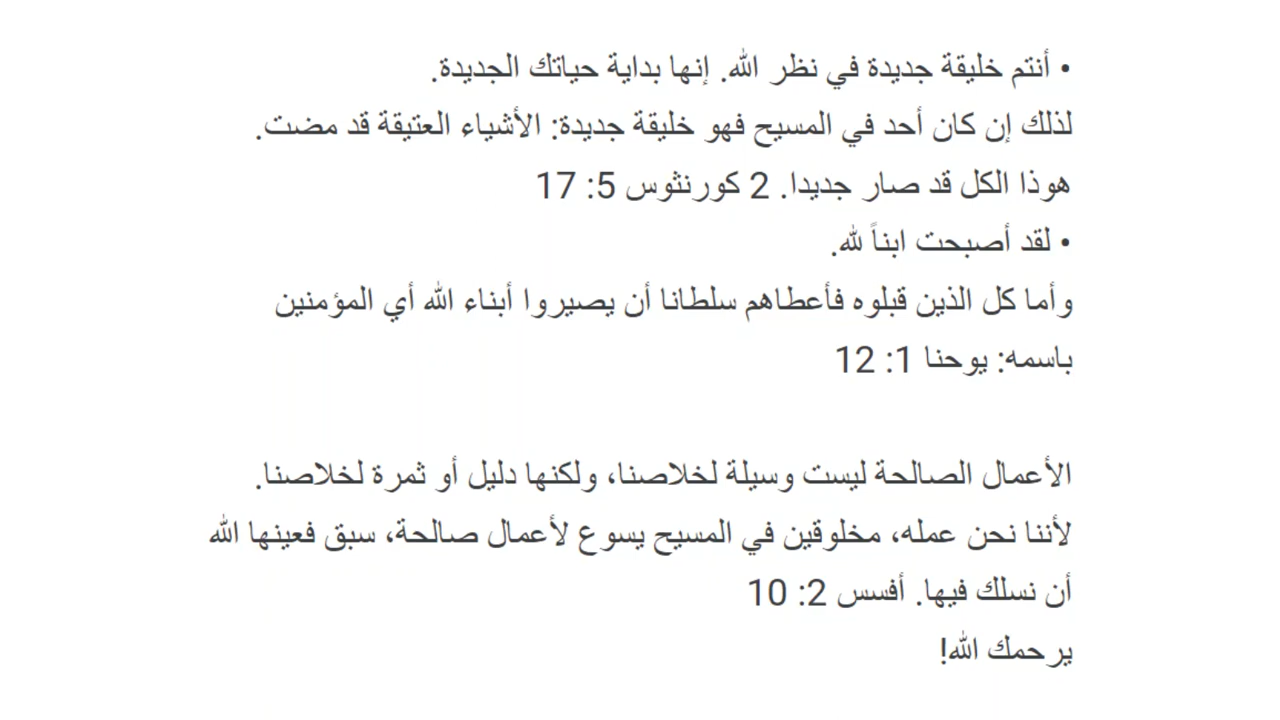 • أنتم خليقة جديدة في نظر الله. إنها بداية حياتك الجديدة.
لذلك إن كان أحد في المسيح فهو خليقة جديدة: الأشياء العتيقة قد مضت.
هوذا الكل قد صار جديدا. 2 كورنثوس 5: 17
• لقد أصبحت ابناً لله.
وأما كل الذين قبلوه فأعطاهم سلطانا أن يصيروا أبناء الله أي المؤمنين
باسمه: يوحنا 1: 12
الأعمال الصالحة ليست وسيلة لخلاصنا، ولكنها دليل أو ثمرة لخلاصنا.
لأننا نحن عمله، مخلوقين في المسيح يسوع لأعمال صالحة، سبق فعينها الله
أن نسلك فيها. أفسس 2: 10
يرحمك الله!